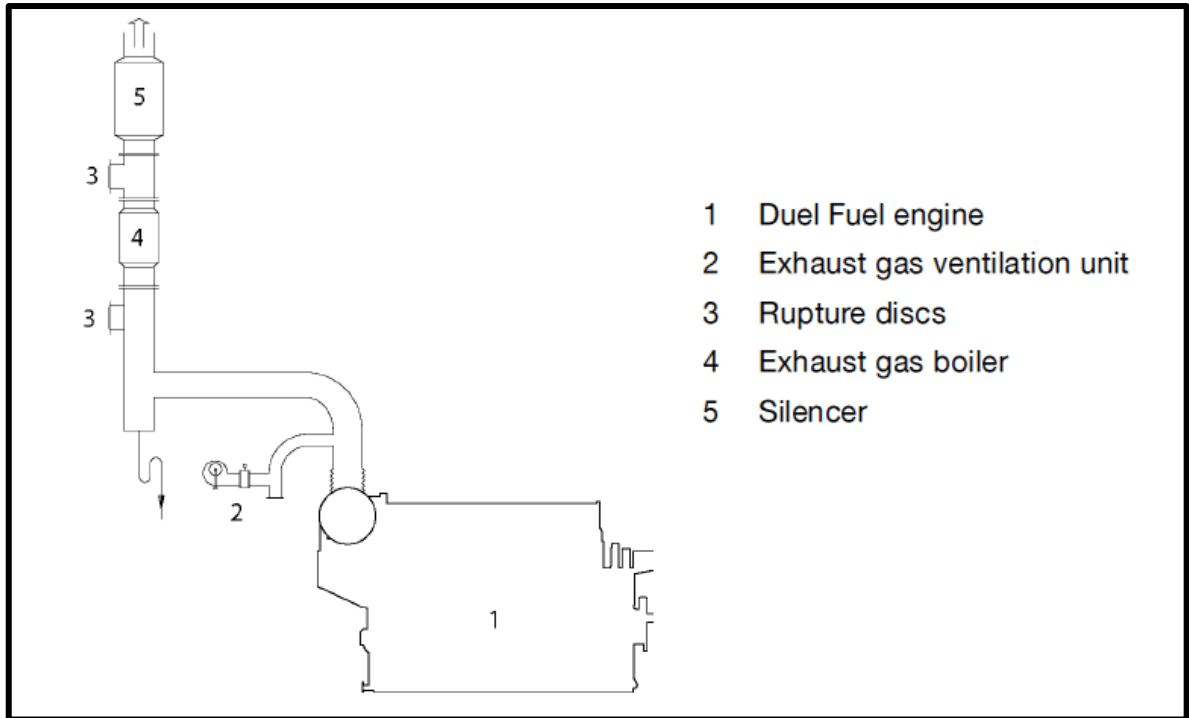 5
3
4
3
2
1
1 Duel Fuel engine
2 Exhaust gas ventilation unit
3 Rupture discs
4 Exhaust gas boiler
5 Silencer